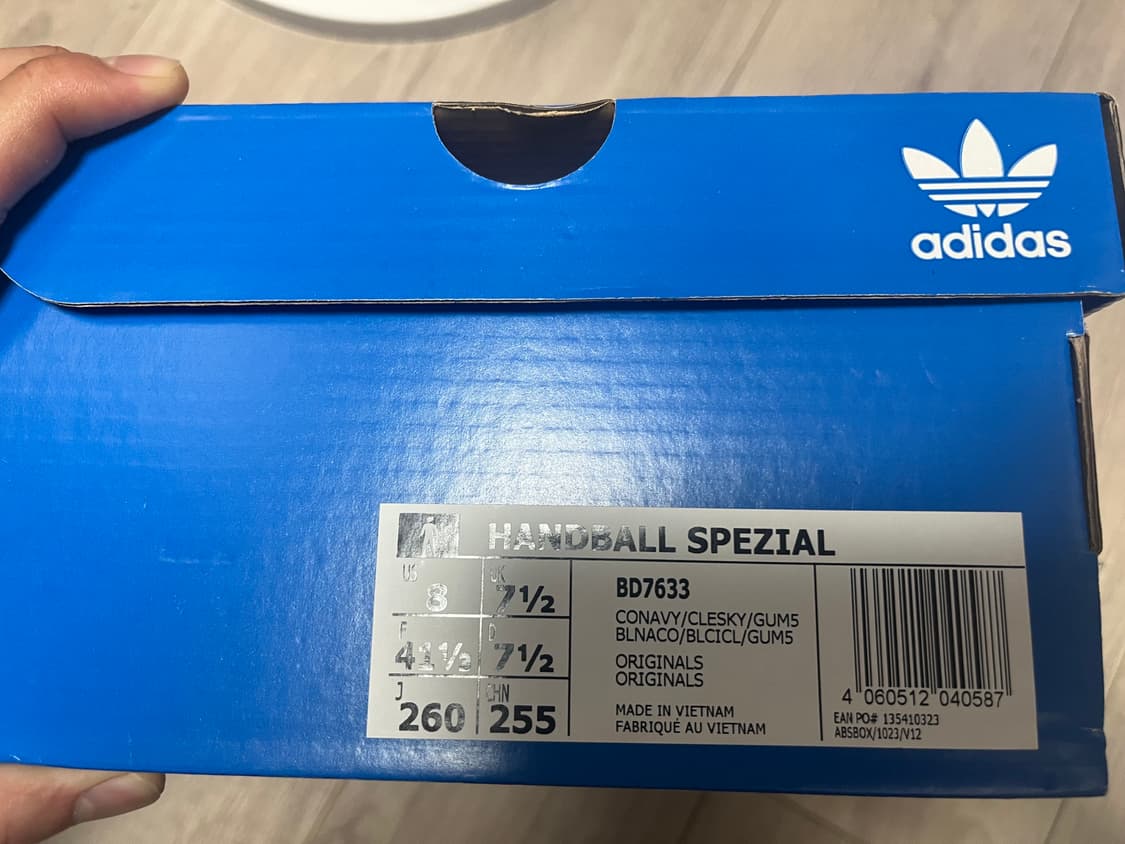 adidas
HANDBALL SPEZIAL
US
8
UK
7½
F
41⅓
D
7½
J
260
CHN
255
BD7633
CONAVY/CLESKY/GUM5
BLNACO/BLCICL/GUM5
ORIGINALS
ORIGINALS
MADE IN VIETNAM
FABRIQUÉ AU VIETNAM
4 060512 040587
EAN PO# 135410323
ABSBOX/1023/V12